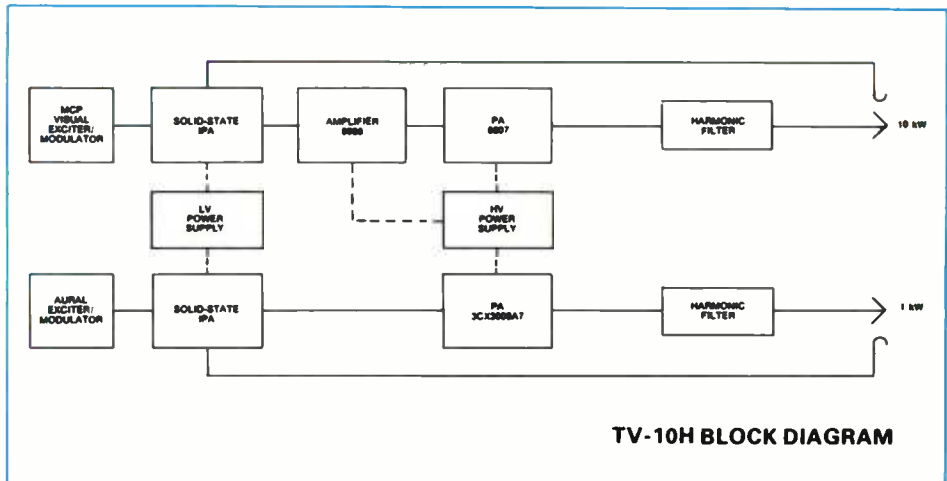 MCP
VISUAL
EXCITER/
MODULATOR
SOLID-STATE
IPA
AMPLIFIER
PA
HARMONIC
FILTER
10 kW
LV
POWER
SUPPLY
HV
POWER
SUPPLY
AURAL
EXCITER/
MODULATOR
SOLID-STATE
IPA
PA
HARMONIC
FILTER
1 kW
TV-10H BLOCK DIAGRAM